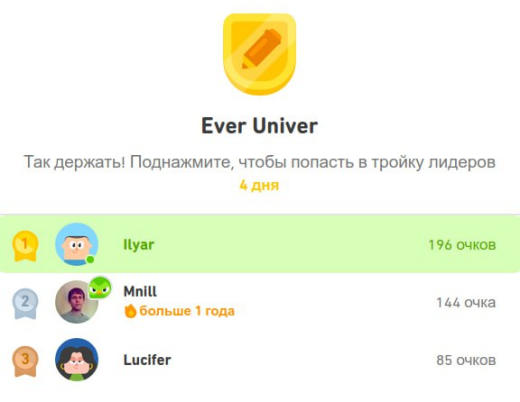 Ever Univer
Так держать! Поднажмите, чтобы попасть в тройку лидеров
4 дня
1 Ilyar 196 очков
2 Mnill 144 очка
больше 1 года
3 Lucifer 85 очков